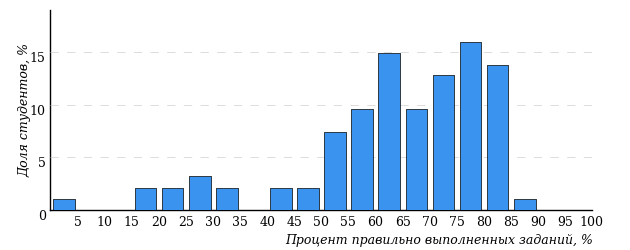 Доля студентов, %
15
10
5
0
5 10 15 20 25 30 35 40 45 50 55 60 65 70 75 80 85 90 95 100
Процент правильно выполненных заданий, %